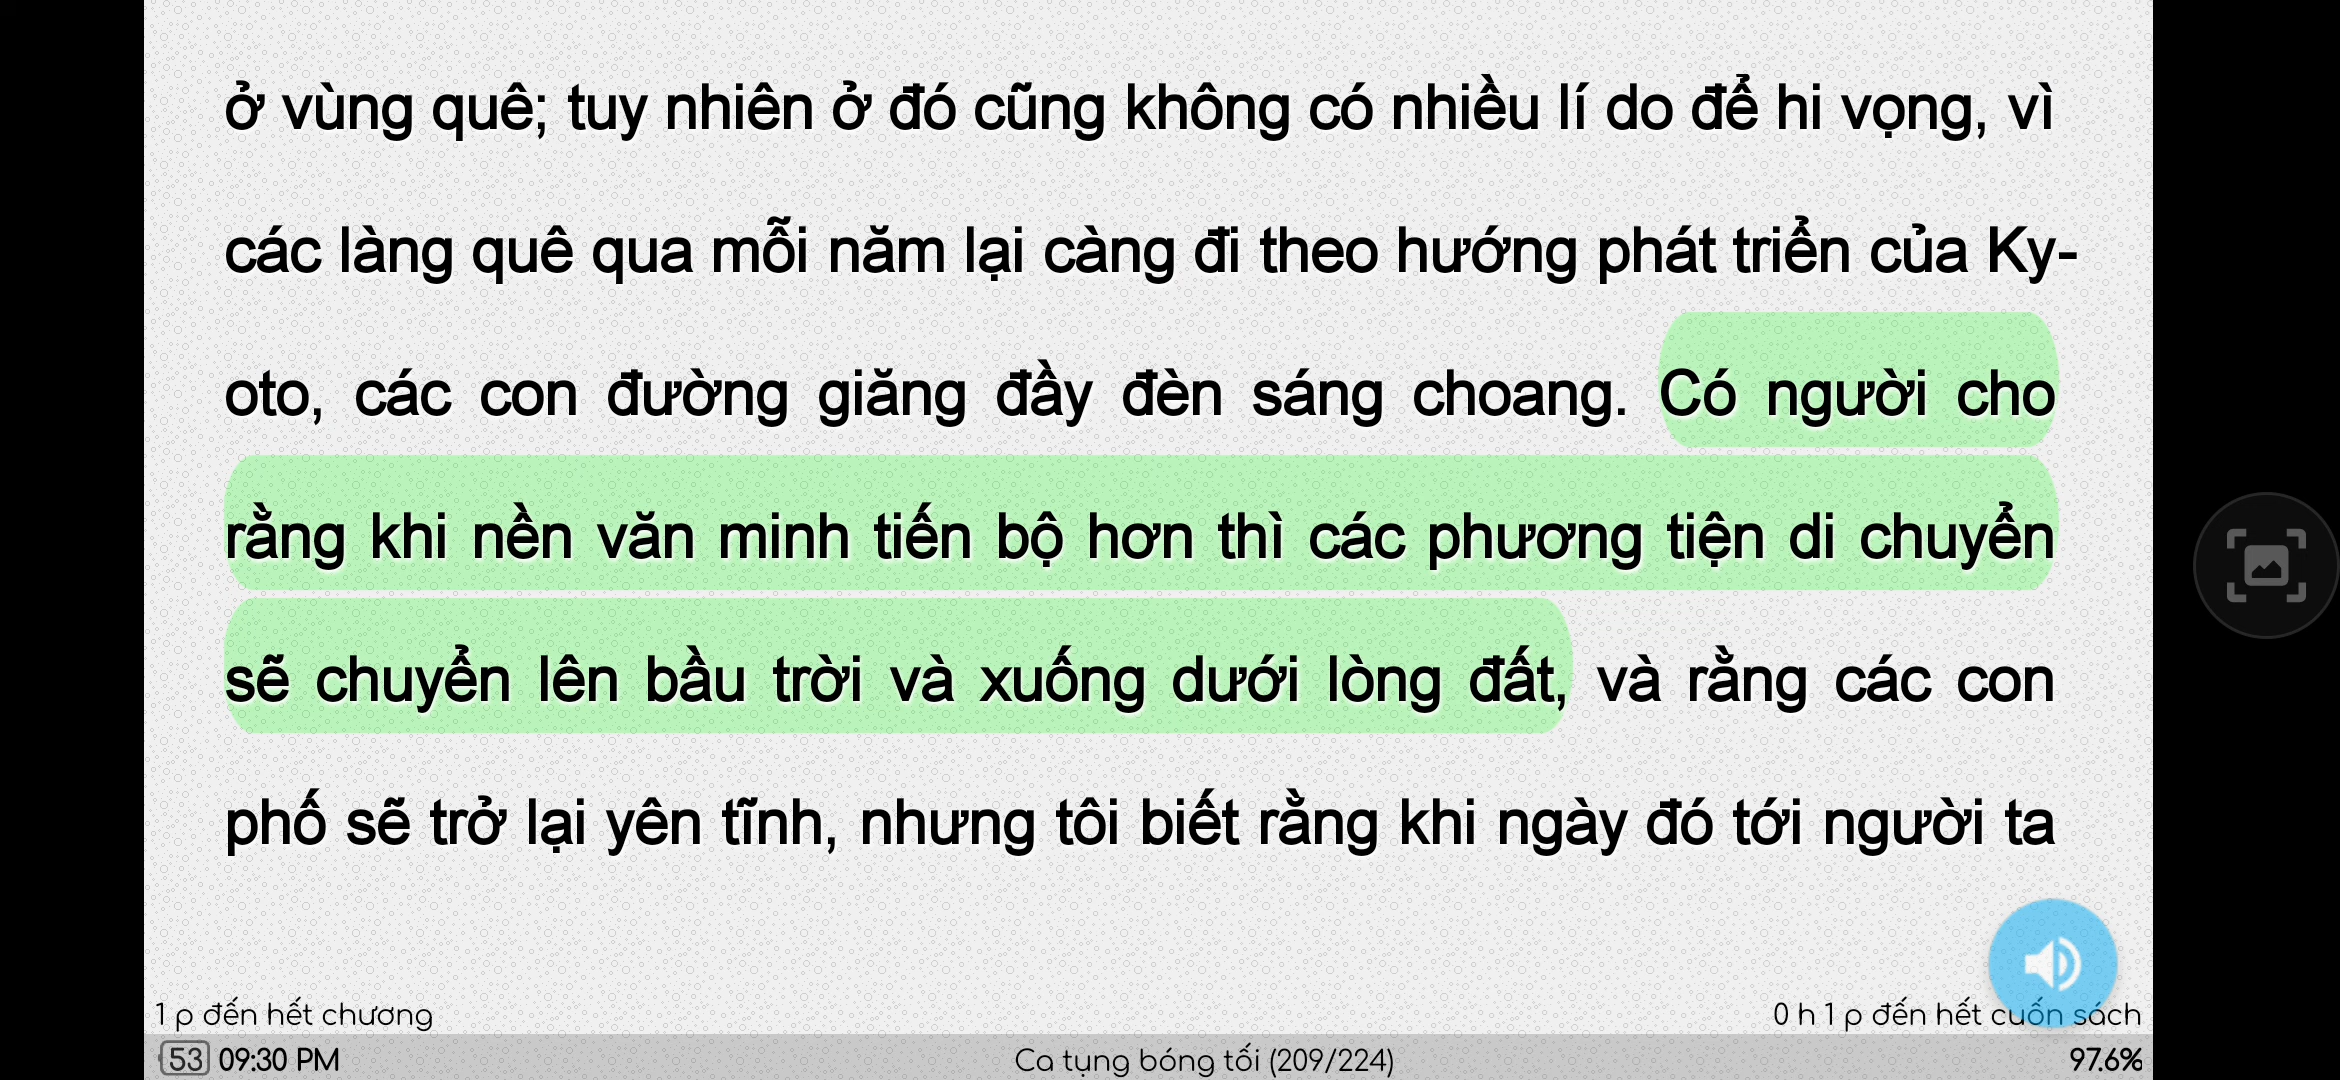 ở vùng quê; tuy nhiên ở đó cũng không có nhiều lí do để hi vọng, vì
các làng quê qua mỗi năm lại càng đi theo hướng phát triển của Ky-
oto, các con đường giăng đầy đèn sáng choang. Có người cho
rằng khi nền văn minh tiến bộ hơn thì các phương tiện di chuyển
sẽ chuyển lên bầu trời và xuống dưới lòng đất, và rằng các con
phố sẽ trở lại yên tĩnh, nhưng tôi biết rằng khi ngày đó tới người ta
1 p đến hết chương
0 h 1 p đến hết cuốn sách
53 09:30 PM
Ca tụng bóng tối (209/224)
97.6%